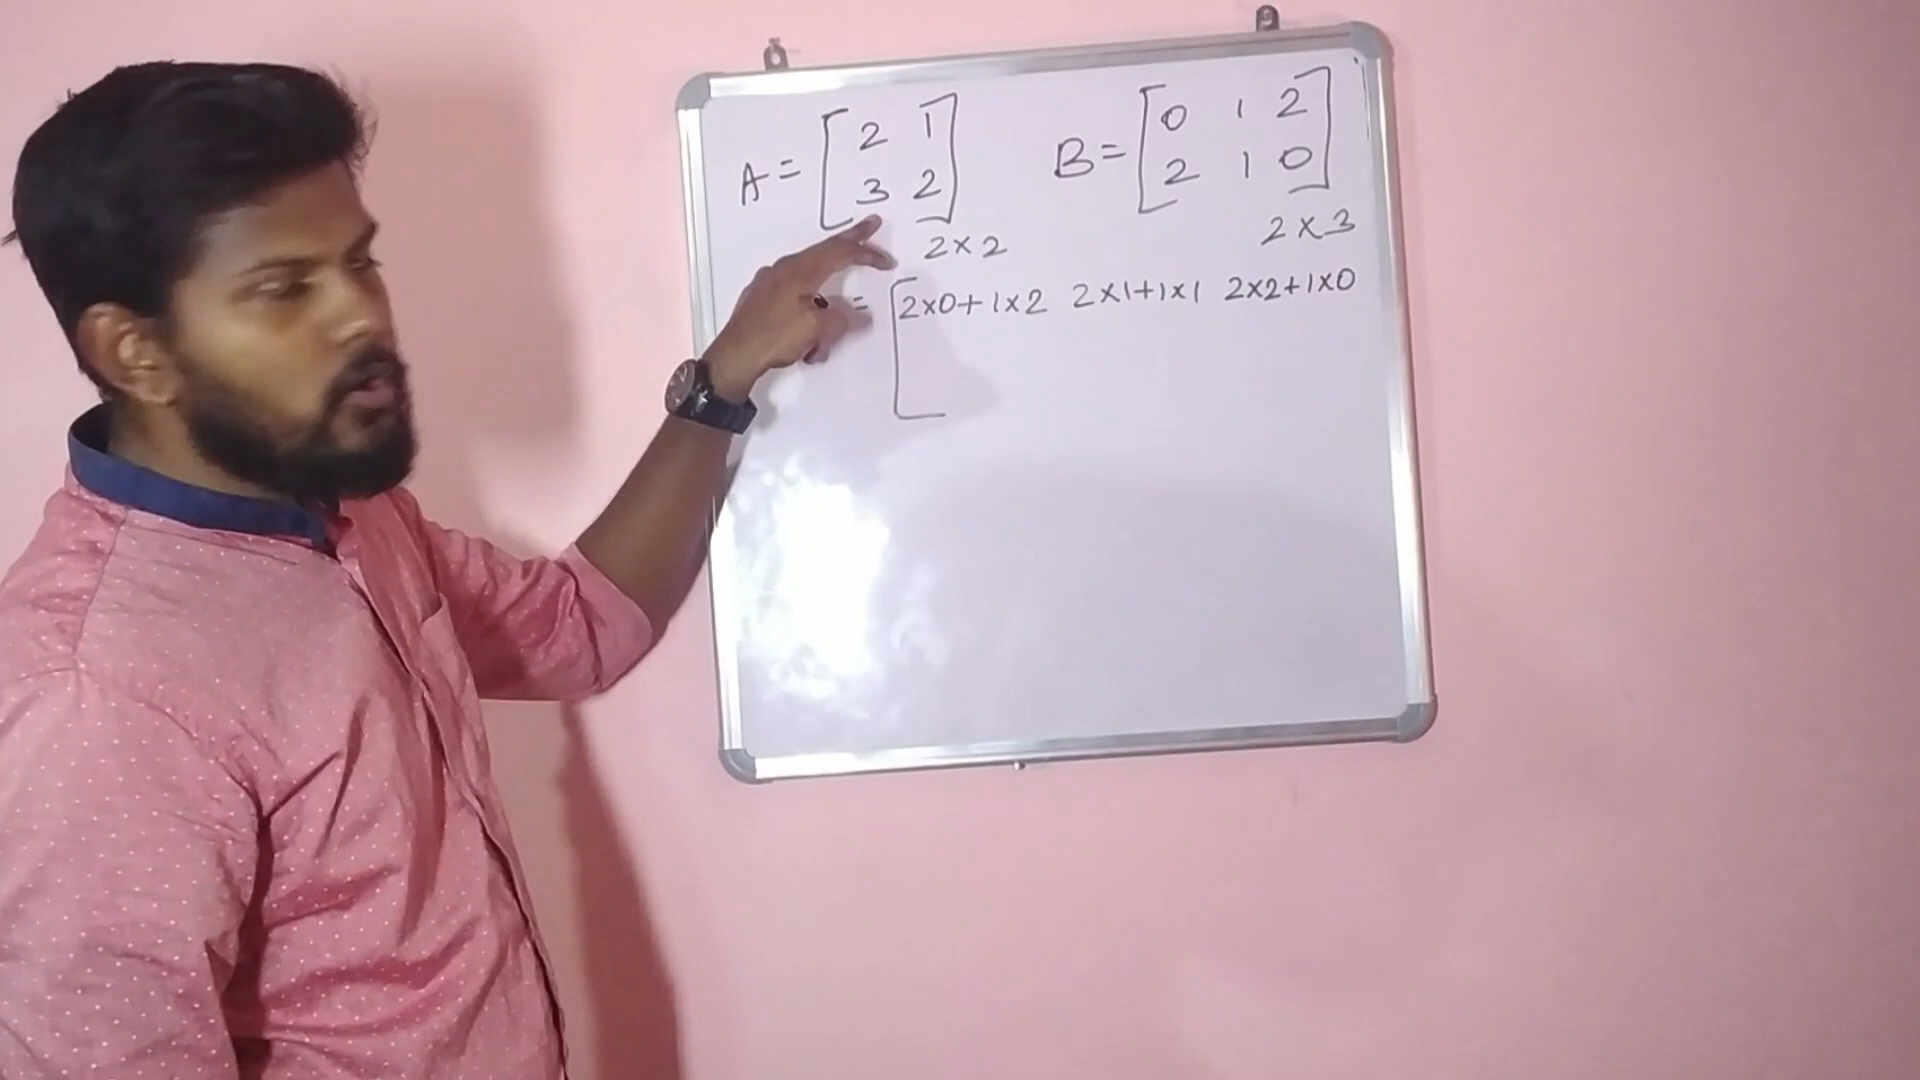 A = [ 2 1    B = [ 0 1 2
3 2 ]    2 1 0 ]
2×2    2×3
= [ 2×0+1×2  2×1+1×1  2×2+1×0